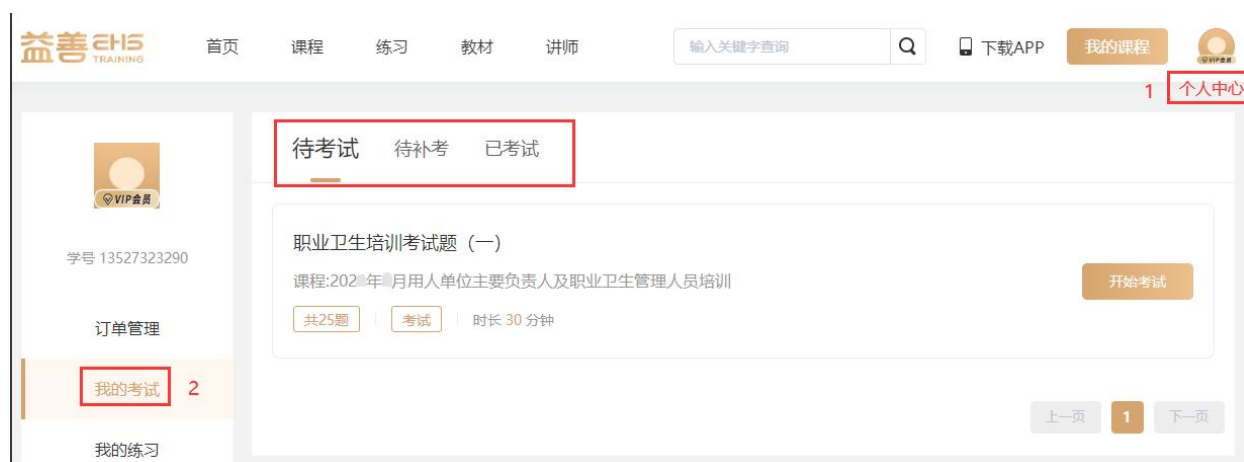 益善 EHS TRAINING 首页 课程 练习 教材 讲师 输入关键字查询 下载APP 我的课程 VIP会员
1 个人中心
待考试 待补考 已考试
VIP会员
职业卫生培训考试题（一）
学号 13527323290
课程:202 年 月用人单位主要负责人及职业卫生管理人员培训
开始考试
共25题 考试 时长 30 分钟
订单管理
我的考试 2
上一页 1 下一页
我的练习